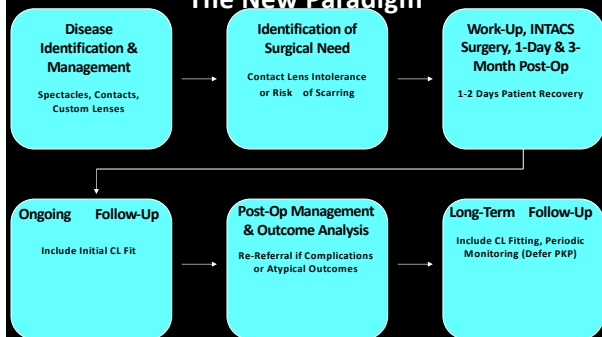 The New Paradigm
Disease
Identification &
Management
Spectacles, Contacts,
Custom Lenses
Identification of
Surgical Need
Contact Lens Intolerance
or Risk of Scarring
Work-Up, INTACS
Surgery, 1-Day & 3-
Month Post-Op
1-2 Days Patient Recovery
Ongoing Follow-Up
Include Initial CL Fit
Post-Op Management
& Outcome Analysis
Re-Referral if Complications
or Atypical Outcomes
Long-Term Follow-Up
Include CL Fitting, Periodic
Monitoring (Defer PKP)